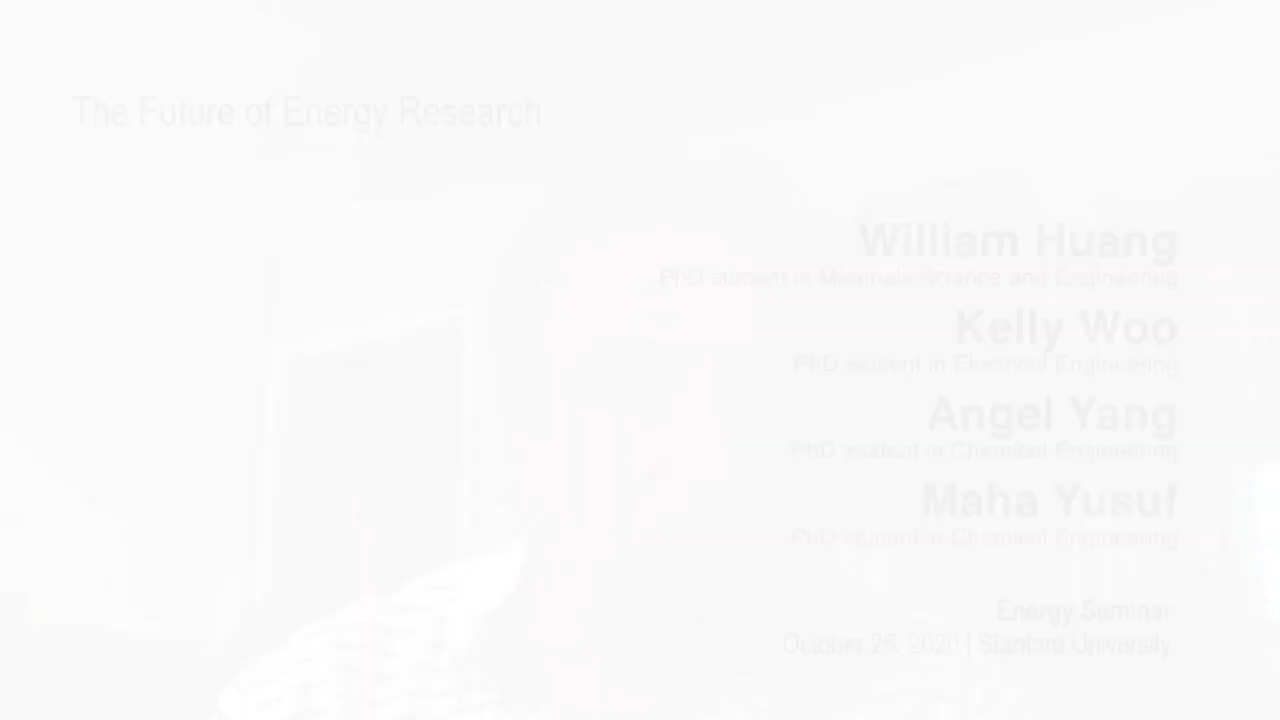 The Future of Energy Research
William Huang
PhD student in Materials Science and Engineering
Kelly Woo
PhD student in Electrical Engineering
Angel Yang
PhD student in Chemical Engineering
Maha Yusuf
PhD student in Chemical Engineering
Energy Seminar
October 26, 2020 | Stanford University